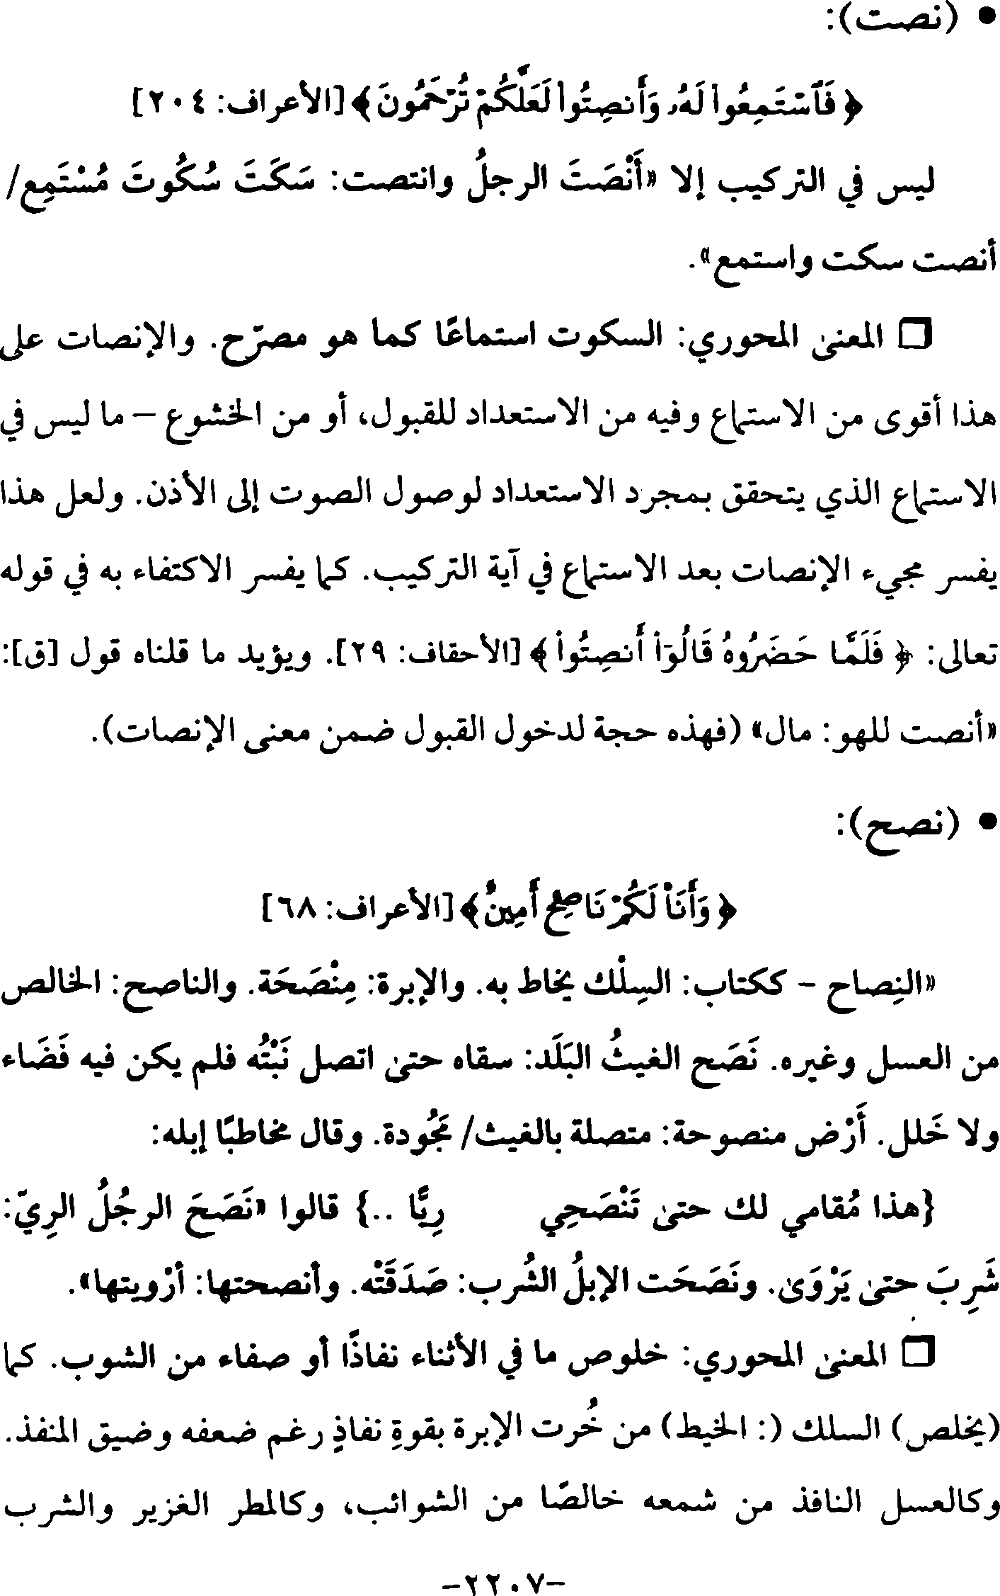 • (نصت):
﴿ فَٱسْتَمِعُوا۟ لَهُۥ وَأَنصِتُوا۟ لَعَلَّكُمْ تُرْحَمُونَ ﴾ [الأعراف: ٢٠٤]
ليس في التركيب إلا «أَنْصَتَ الرجلُ وانتصت: سَكَتَ سُكُوتَ مُسْتَمِع/
أنصت سكت واستمع».
❒ المعنى المحوري: السكوت استماعًا كما هو مصرّح. والإنصات على
هذا أقوى من الاستماع وفيه من الاستعداد للقبول، أو من الخشوع – ما ليس في
الاستماع الذي يتحقق بمجرد الاستعداد لوصول الصوت إلى الأذن. ولعل هذا
يفسر مجيء الإنصات بعد الاستماع في آية التركيب. كما يفسر الاكتفاء به في قوله
تعالى: ﴿ فَلَمَّا حَضَرُوهُ قَالُوٓا۟ أَنصِتُوا۟ ﴾ [الأحقاف: ٢٩]. ويؤيد ما قلناه قول [ق]:
«أنصت للهو: مال» (فهذه حجة لدخول القبول ضمن معنى الإنصات).
• (نصح):
﴿ وَأَنَا۠ لَكُمْ نَاصِحٌ أَمِينٌ ﴾ [الأعراف: ٦٨]
«النِصاح – ككتاب: السِلْك يخاط به. والإبرة: مِنْصَحَة. والناصح: الخالص
من العسل وغيره. نَصَح الغيثُ البَلَد: سقاه حتى اتصل نَبْتُه فلم يكن فيه فَضَاء
ولا خَلل. أَرْض منصوحة: متصلة بالغيث/ مَجُودة. وقال مخاطبًا إبله:
{هذا مُقامي لك حتى تَنْصَحِي رِيًّا ..} قالوا «نَصَحَ الرجُلُ الرِيّ:
شَرِبَ حتى يَرْوَى. ونَصَحَت الإبلُ الشُرب: صَدَقَتْه. وأنصحتها: أرْويتها».
❒ المعنى المحوري: خلوص ما في الأثناء نفاذًا أو صفاء من الشوب. كما
(يخلص) السلك (: الخيط) من خُرت الإبرة بقوةِ نفاذٍ رغم ضعفه وضيق المنفذ.
وكالعسل النافذ من شمعه خالصًا من الشوائب، وكالمطر الغزير والشرب
-٢٢٠٧-